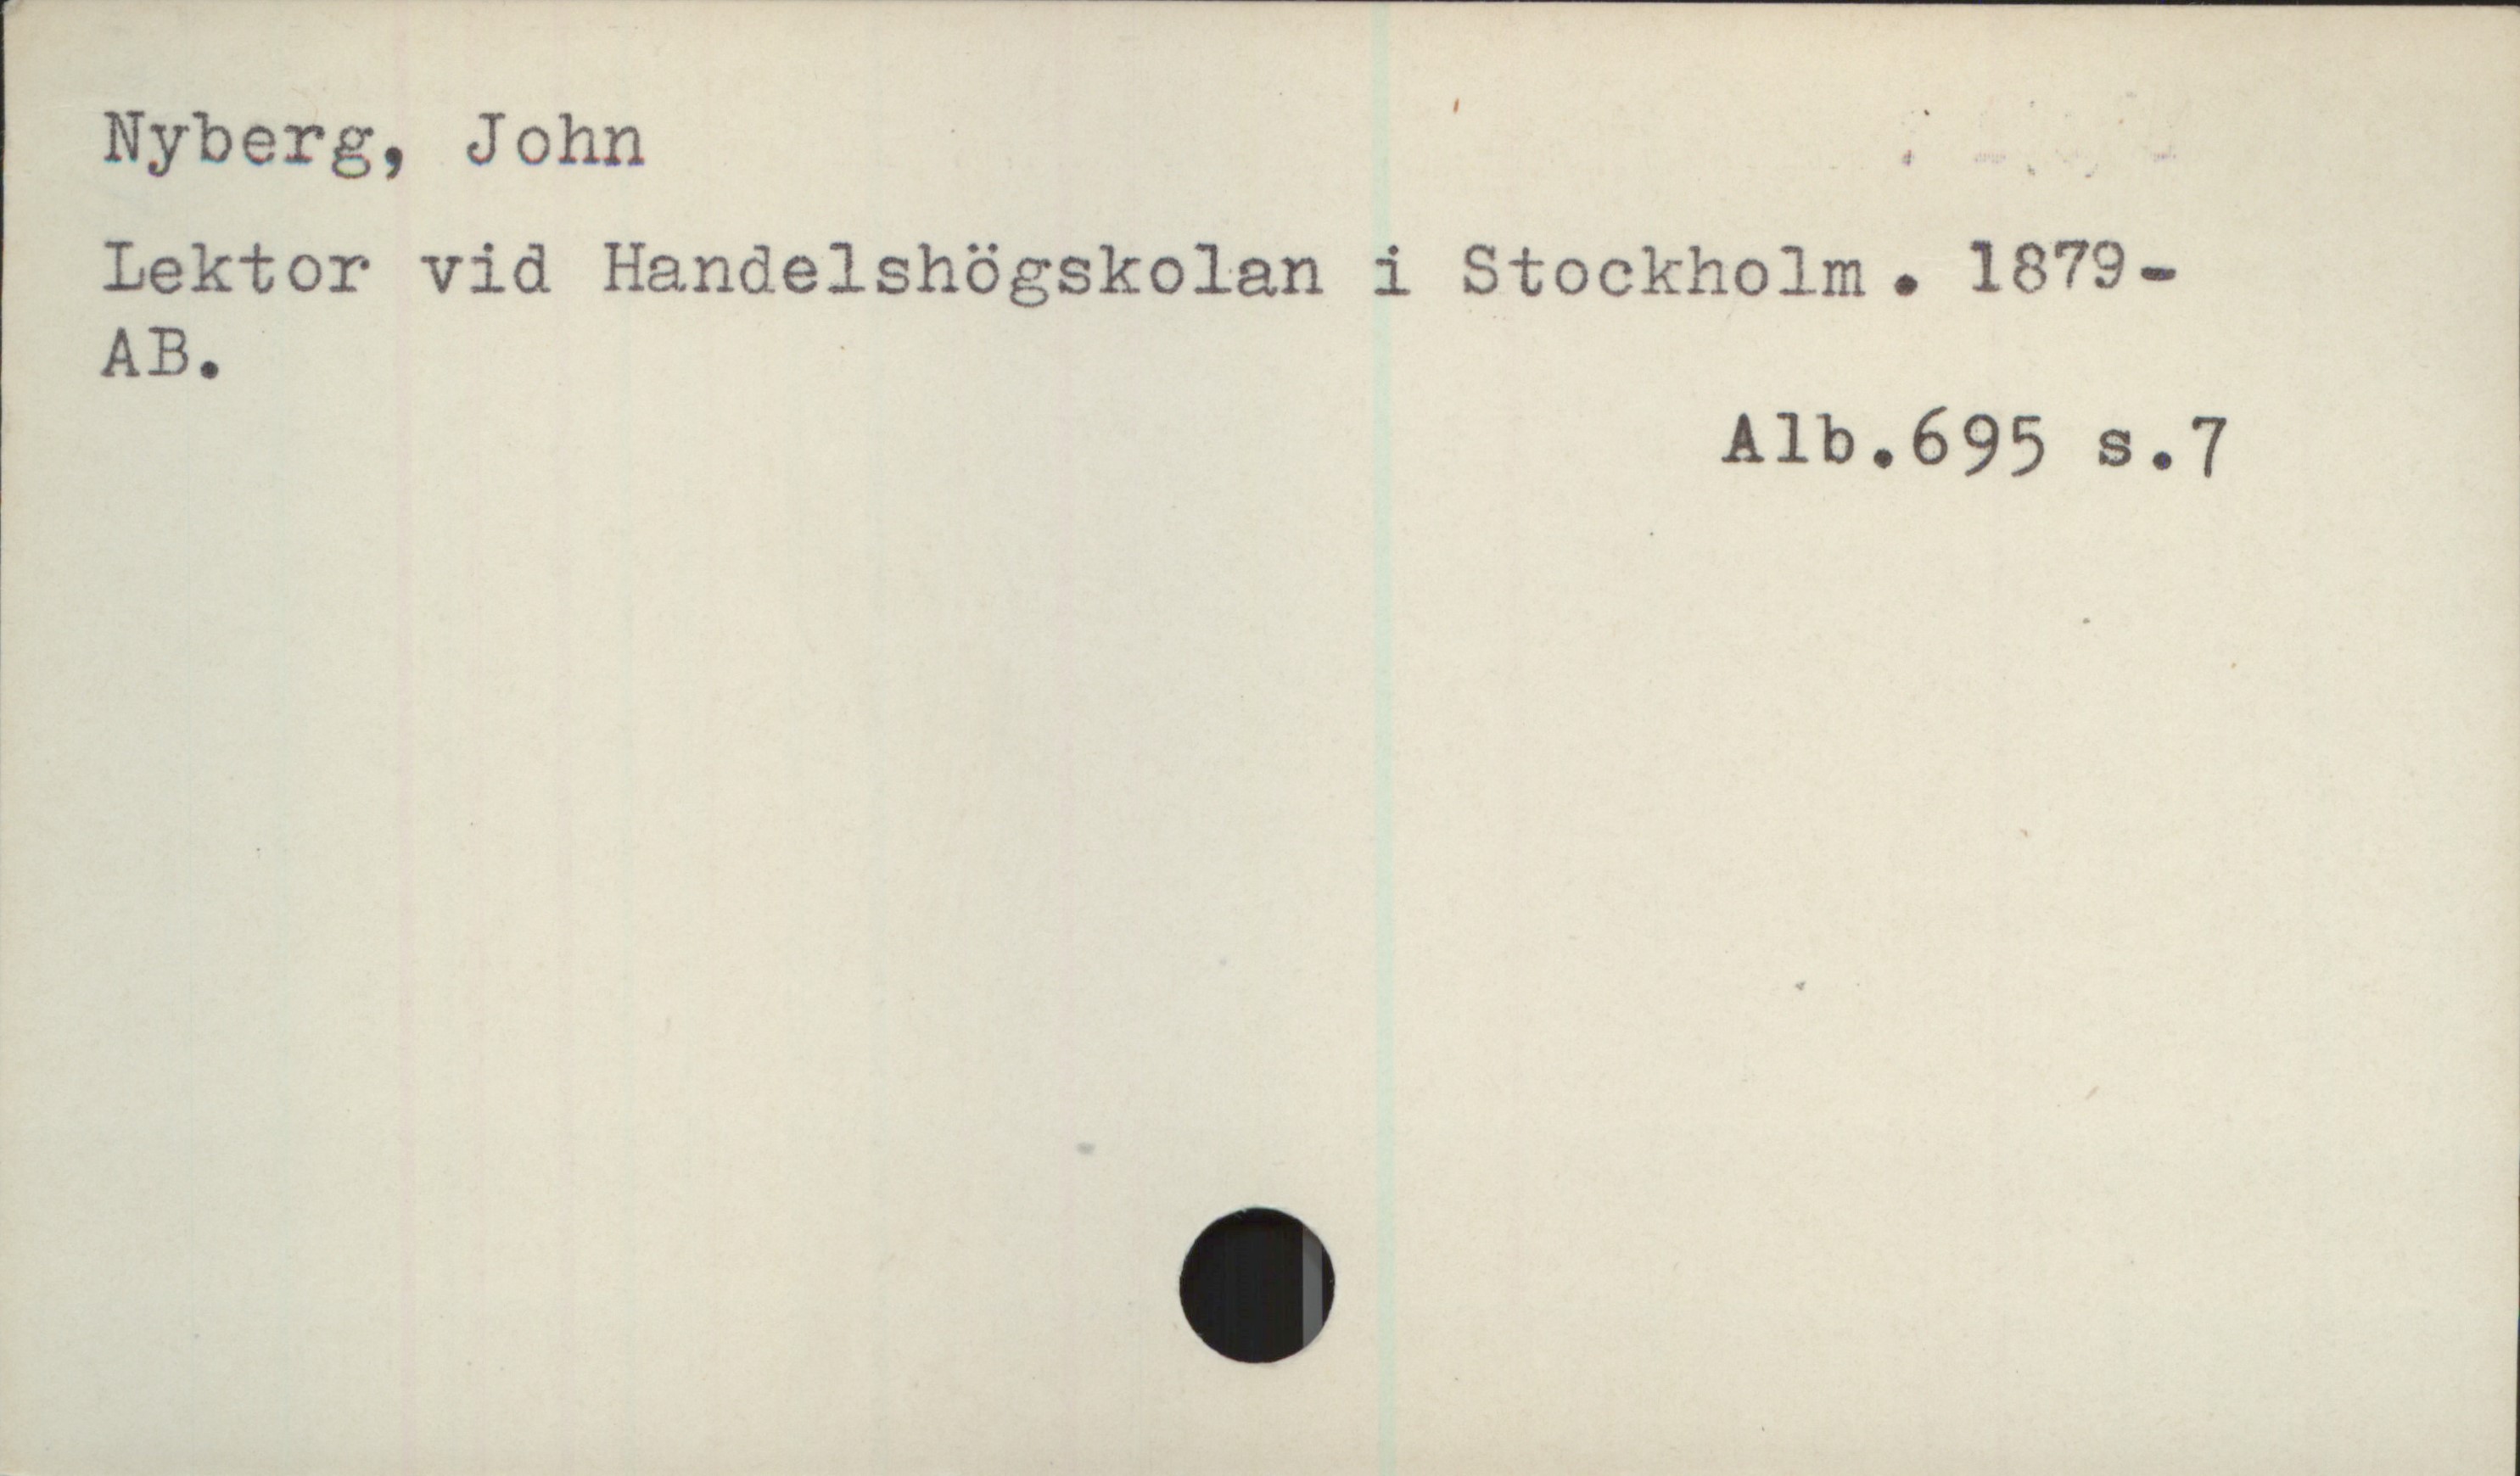 Nyberg, John
Lektor vid Handelshögskolan i Stockholm. 1879-
AB.
Alb.695 s.7